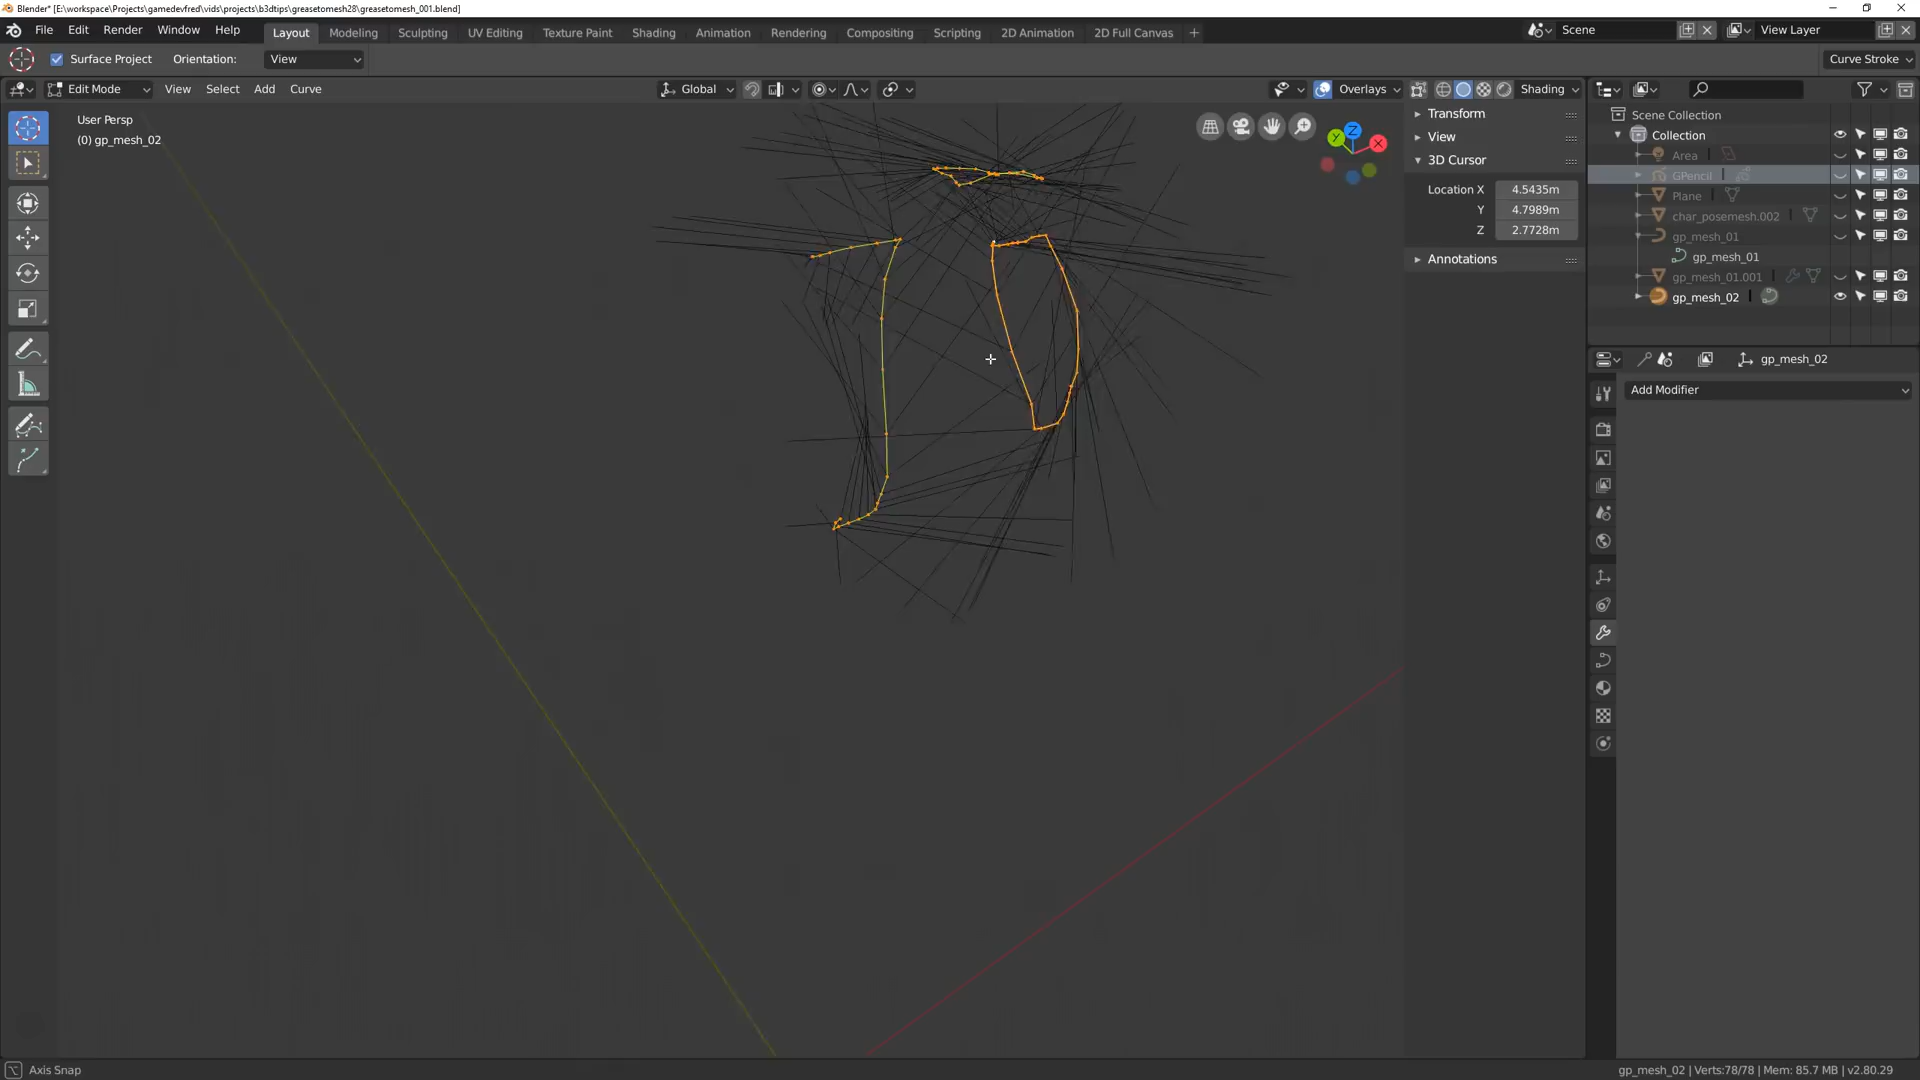 Blender* [E:\workspace\Projects\gamedevfred\vids\projects\b3dtips\greasetomesh28\greasetomesh_001.blend]
File Edit Render Window Help Layout Modeling Sculpting UV Editing Texture Paint Shading Animation Rendering Compositing Scripting 2D Animation 2D Full Canvas + Scene View Layer
Surface Project Orientation: View Curve Stroke
Edit Mode View Select Add Curve Global Overlays Shading
User Persp
(0) gp_mesh_02
Z
Y
X
Transform
View
3D Cursor
Location X 4.5435m
Y 4.7989m
Z 2.7728m
Annotations
Scene Collection
Collection
Area
GPencil
Plane
char_posemesh.002
gp_mesh_01
gp_mesh_01
gp_mesh_01.001
gp_mesh_02
gp_mesh_02
Add Modifier
Axis Snap
gp_mesh_02 | Verts:78/78 | Mem: 85.7 MB | v2.80.29